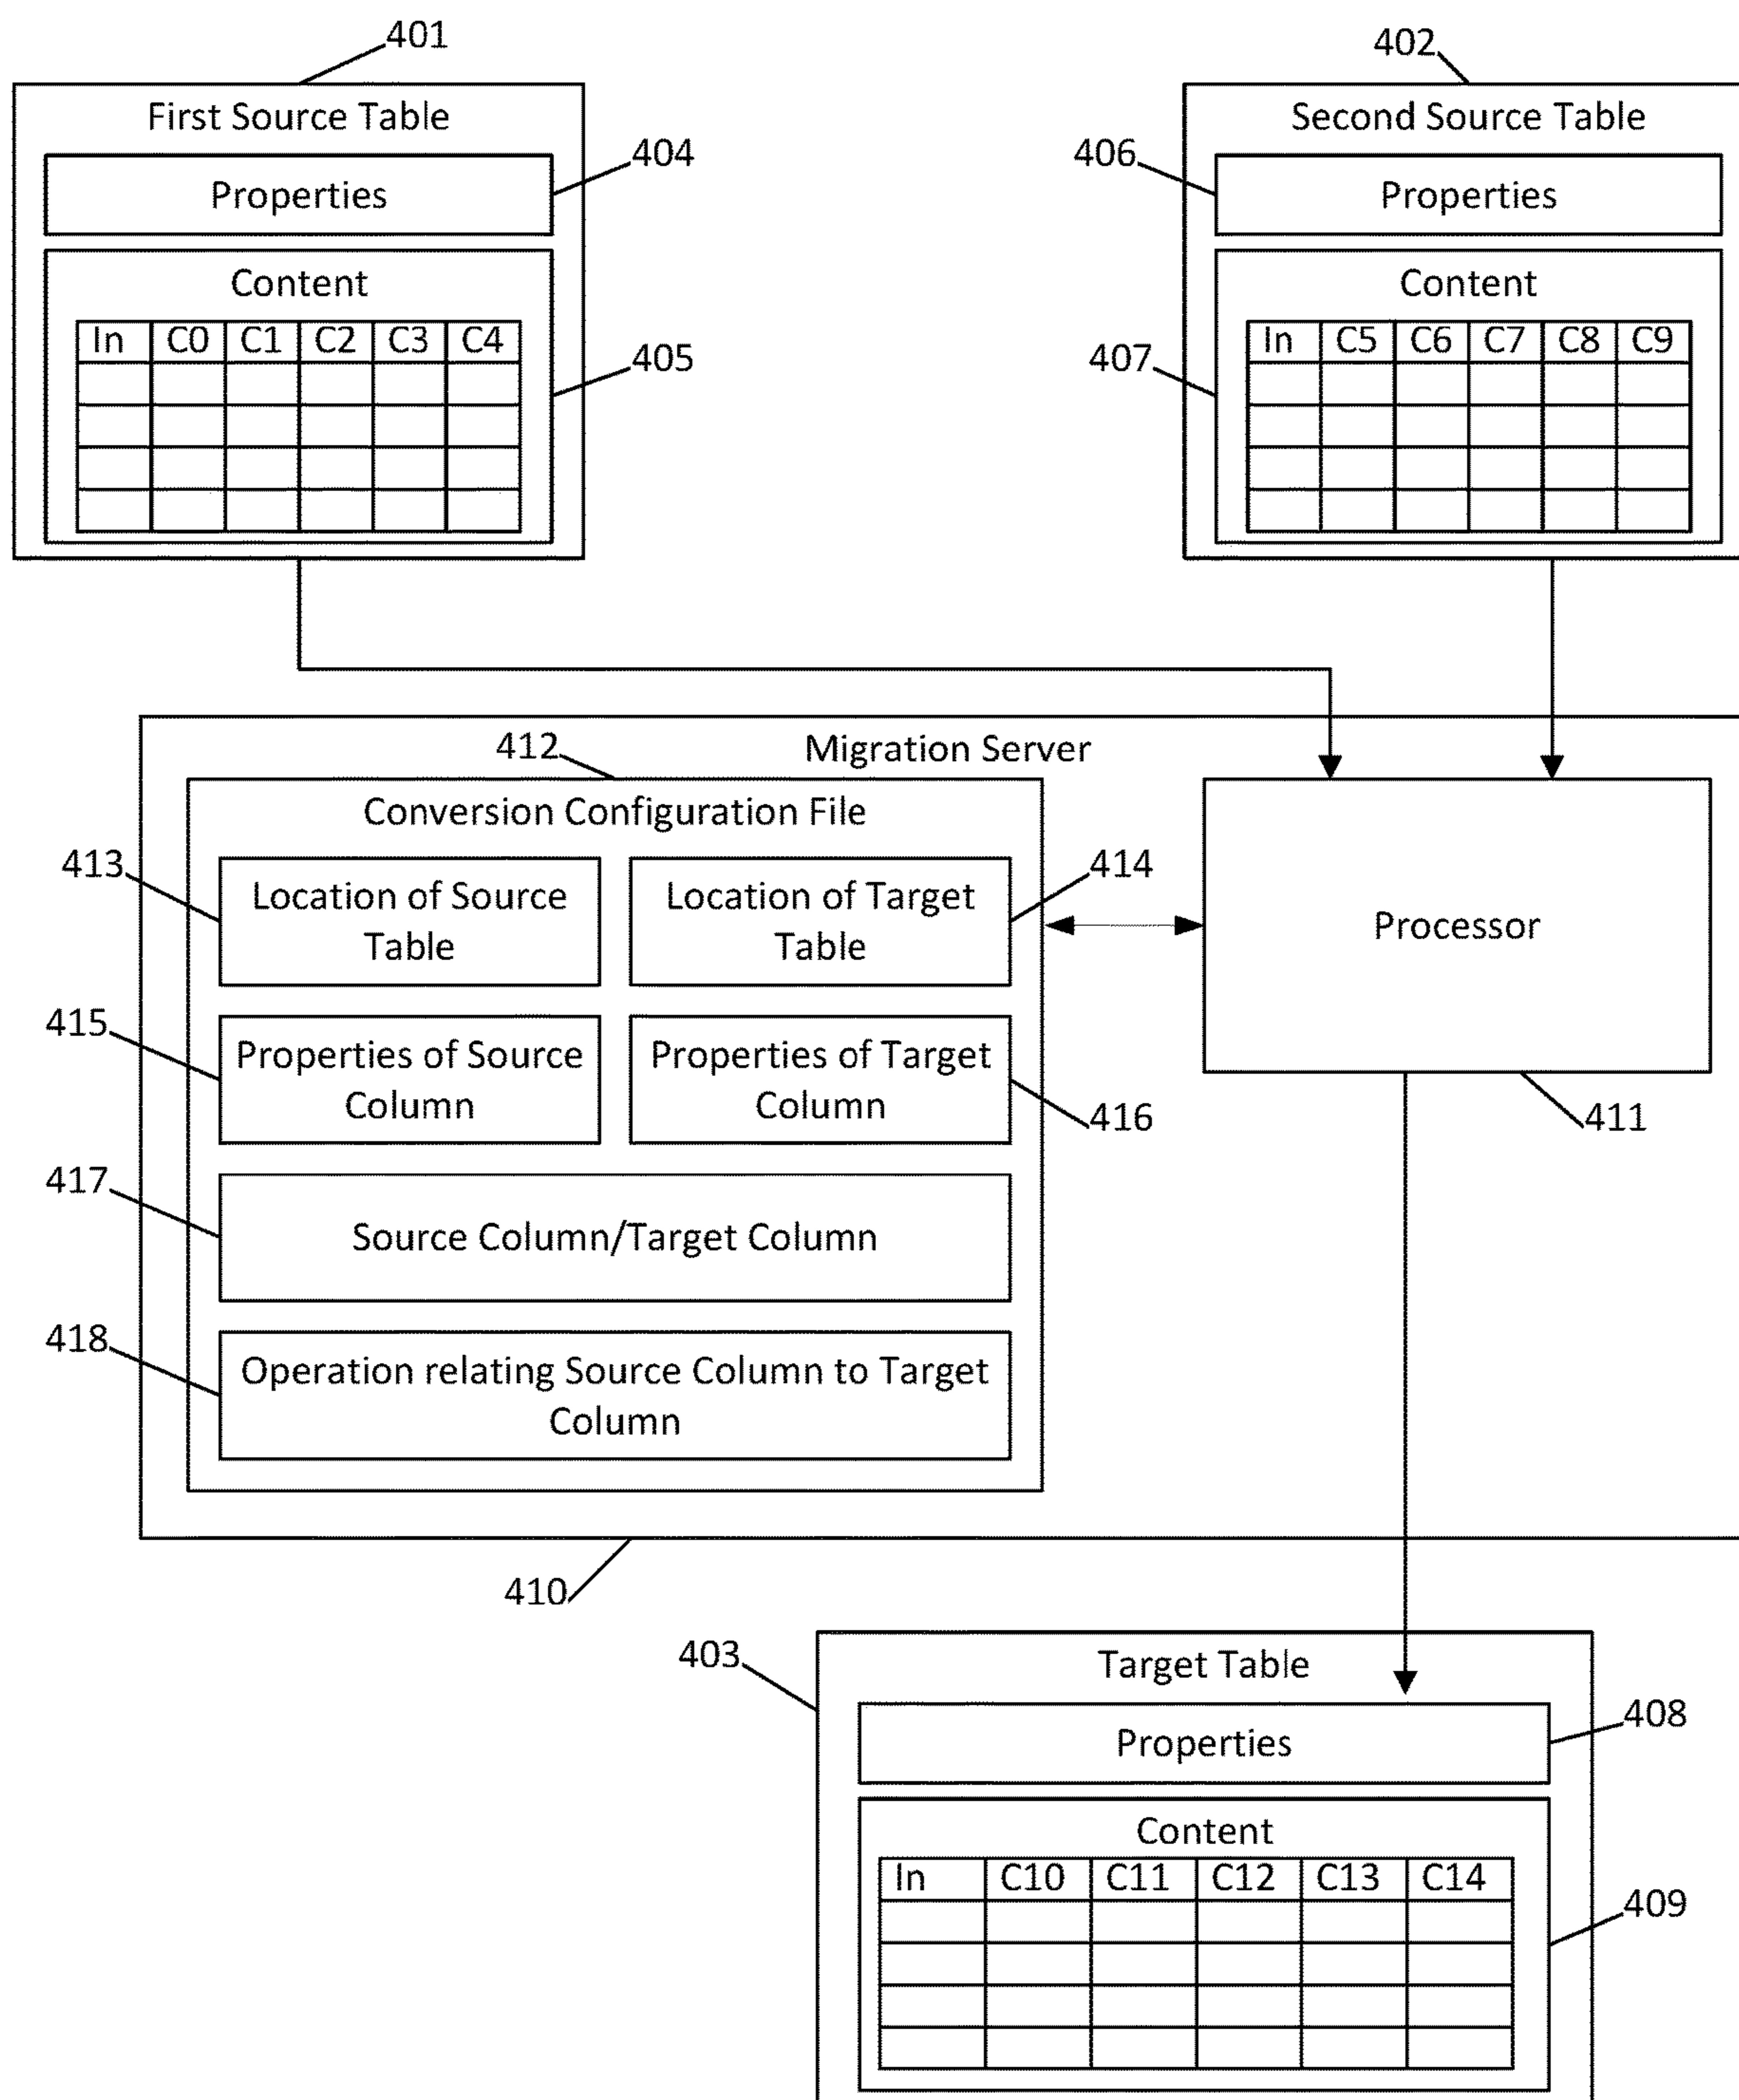 401
402
First Source Table
Second Source Table
404
406
Properties
Properties
Content
Content
In C0 C1 C2 C3 C4
In C5 C6 C7 C8 C9
405
407
412
Migration Server
Conversion Configuration File
413
414
Location of Source
Table
Location of Target
Table
Processor
415
Properties of Source
Column
Properties of Target
Column
416
411
417
Source Column/Target Column
418
Operation relating Source Column to Target
Column
410
403
Target Table
408
Properties
Content
In C10 C11 C12 C13 C14
409